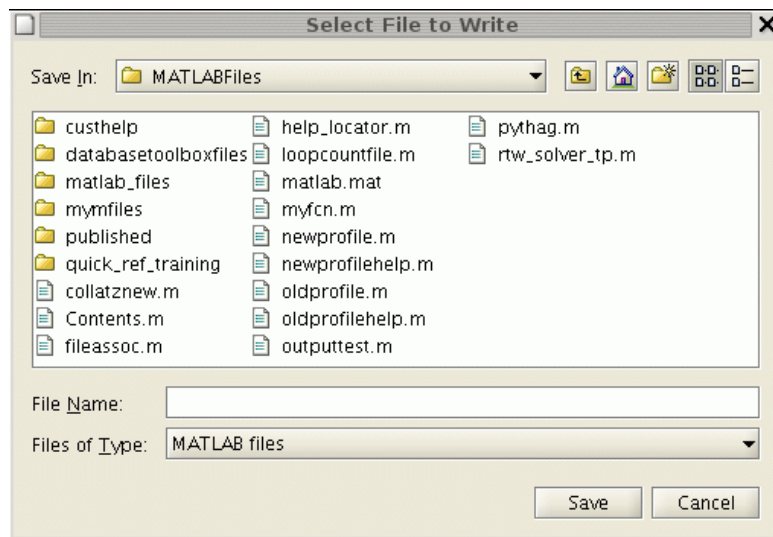 Select File to Write
Save In: MATLABFiles
custhelp help_locator.m pythag.m
databasetoolboxfiles loopcountfile.m rtw_solver_tp.m
matlab_files matlab.mat
mymfiles myfcn.m
published newprofile.m
quick_ref_training newprofilehelp.m
collatznew.m oldprofile.m
Contents.m oldprofilehelp.m
fileassoc.m outputtest.m
File Name:
Files of Type: MATLAB files
Save Cancel